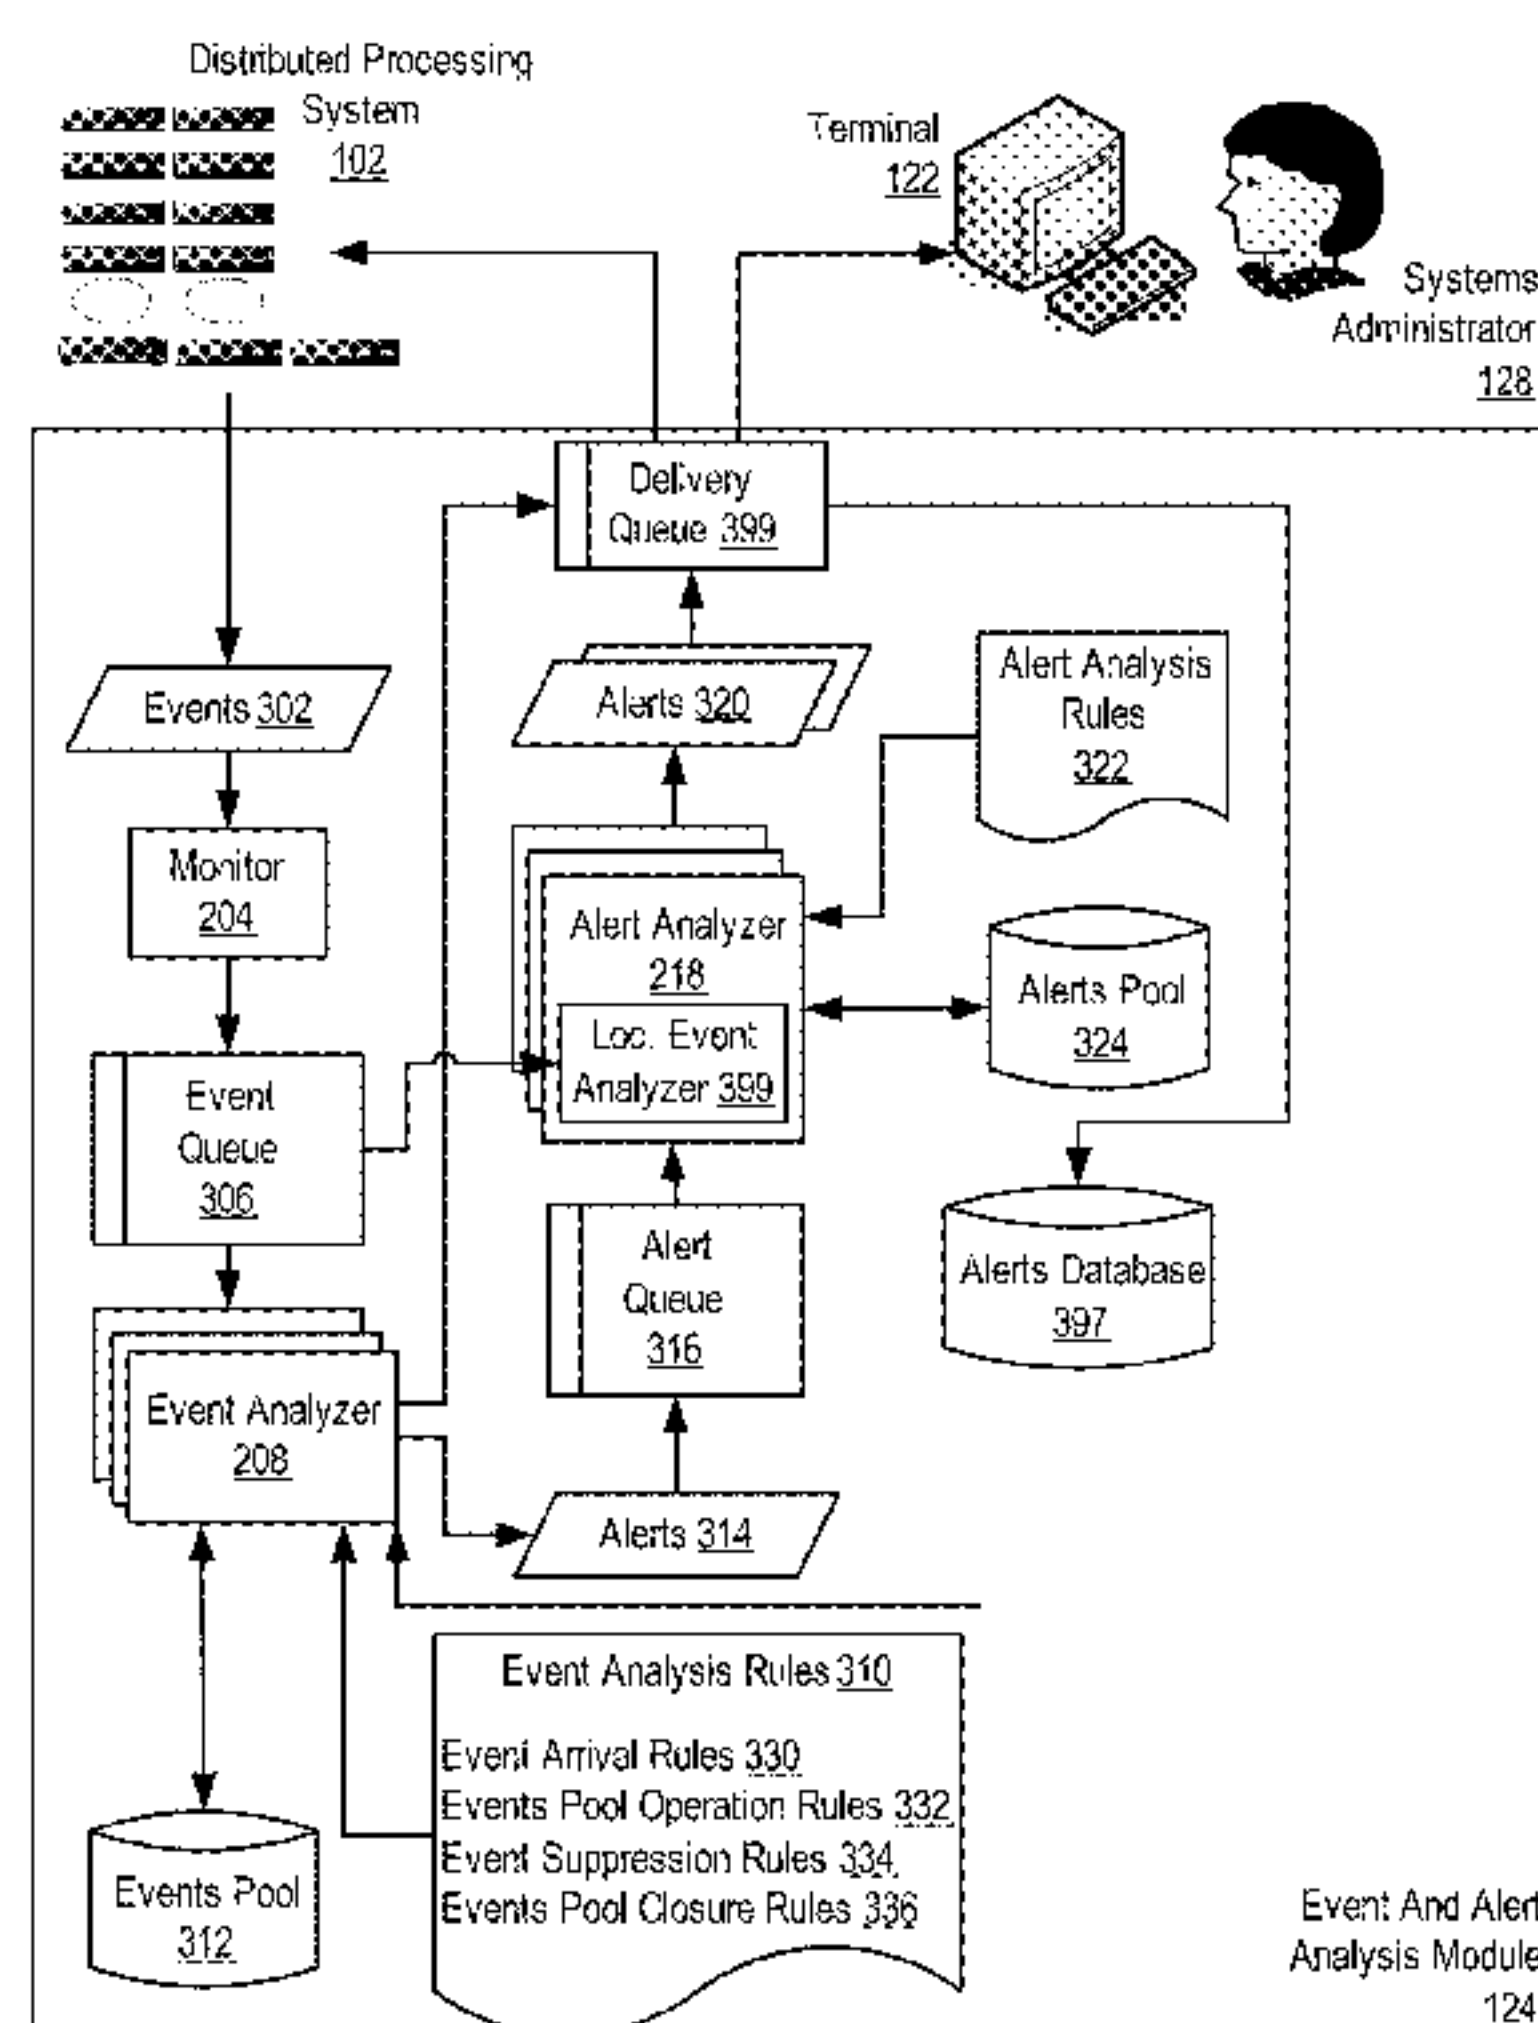 Distributed Processing
System
102
Terminal
122
Systems
Administrator
128
Delivery
Queue 399
Events 302
Alerts 320
Alert Analysis
Rules
322
Monitor
204
Alert Analyzer
218
Loc. Event
Analyzer 399
Alerts Pool
324
Event
Queue
306
Alert
Queue
316
Alerts Database
397
Event Analyzer
208
Alerts 314
Event Analysis Rules 310
Event Arrival Rules 330
Events Pool Operation Rules 332
Event Suppression Rules 334
Events Pool Closure Rules 336
Events Pool
312
Event And Alert
Analysis Module
124